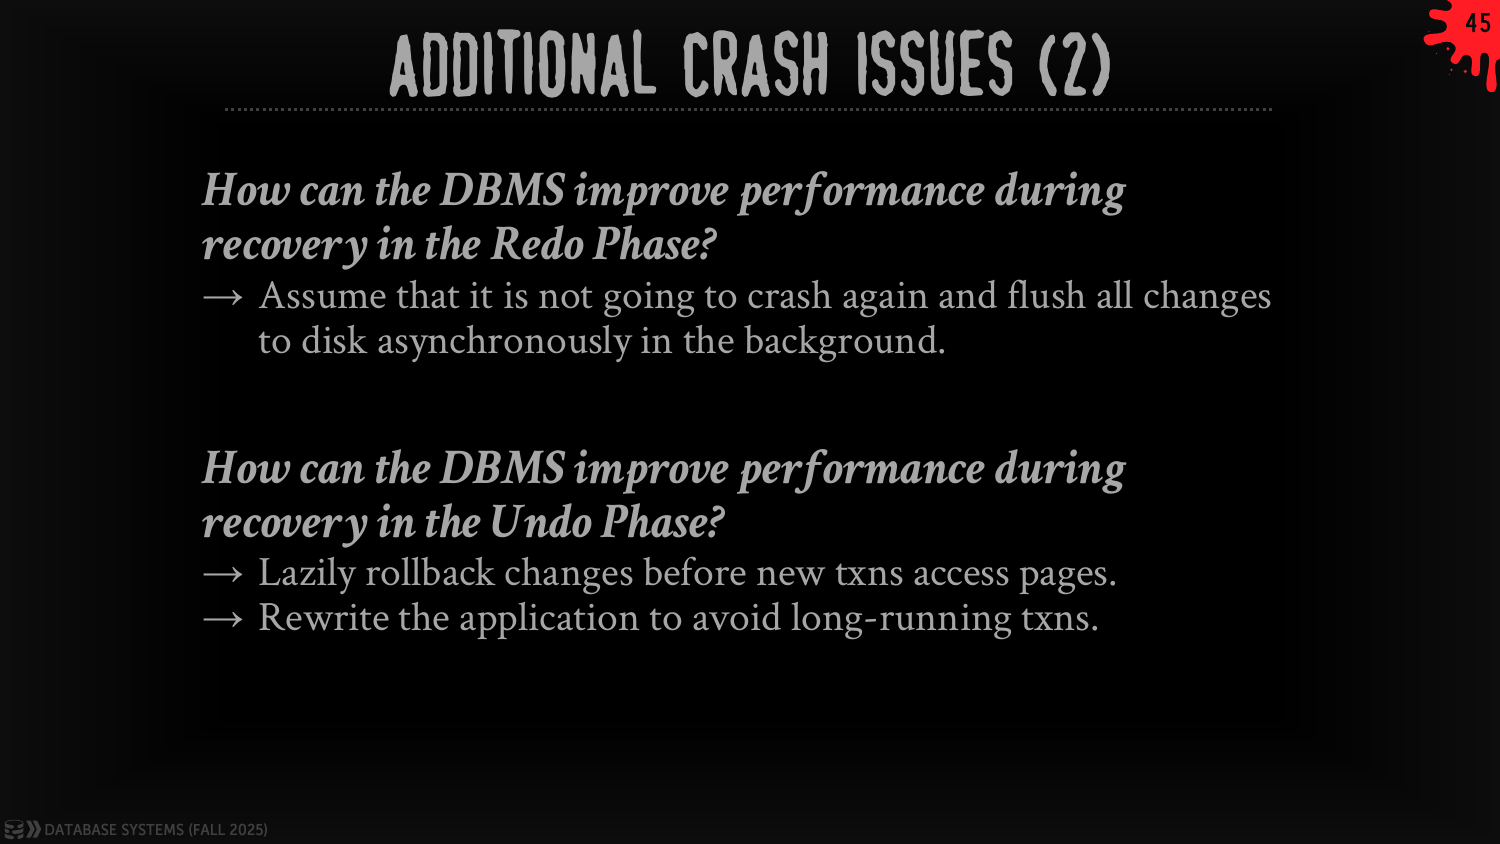 45
ADDITIONAL CRASH ISSUES (2)
How can the DBMS improve performance during
recovery in the Redo Phase?
→ Assume that it is not going to crash again and flush all changes
to disk asynchronously in the background.
How can the DBMS improve performance during
recovery in the Undo Phase?
→ Lazily rollback changes before new txns access pages.
→ Rewrite the application to avoid long-running txns.
DATABASE SYSTEMS (FALL 2025)